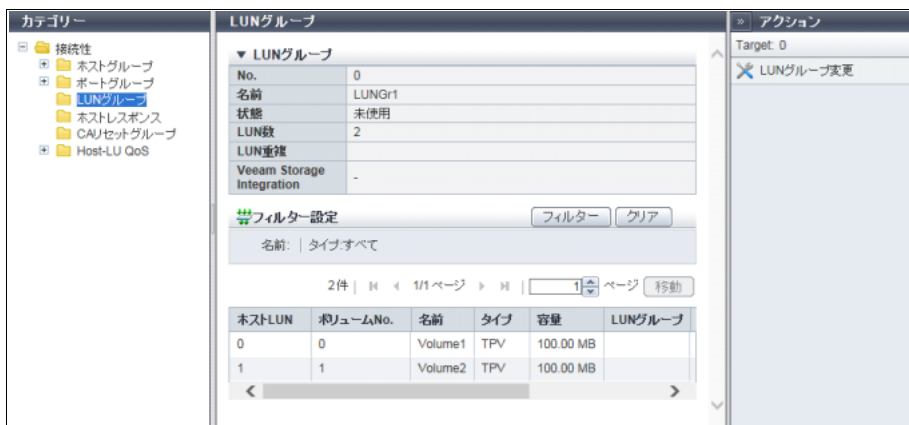 カテゴリー
接続性
ホストグループ
ポートグループ
LUNグループ
ホストレスポンス
CAリセットグループ
Host-LU QoS
LUNグループ
▼ LUNグループ
No. 0
名前 LUNGr1
状態 未使用
LUN数 2
LUN重複
Veeam Storage
Integration -
フィルター設定 フィルター クリア
名前: | タイプ:すべて
2件 | 1/1 ページ | 1 ページ 移動
ホストLUN ボリュームNo. 名前 タイプ 容量 LUNグループ
0 0 Volume1 TPV 100.00 MB
1 1 Volume2 TPV 100.00 MB
» アクション
Target: 0
LUNグループ変更